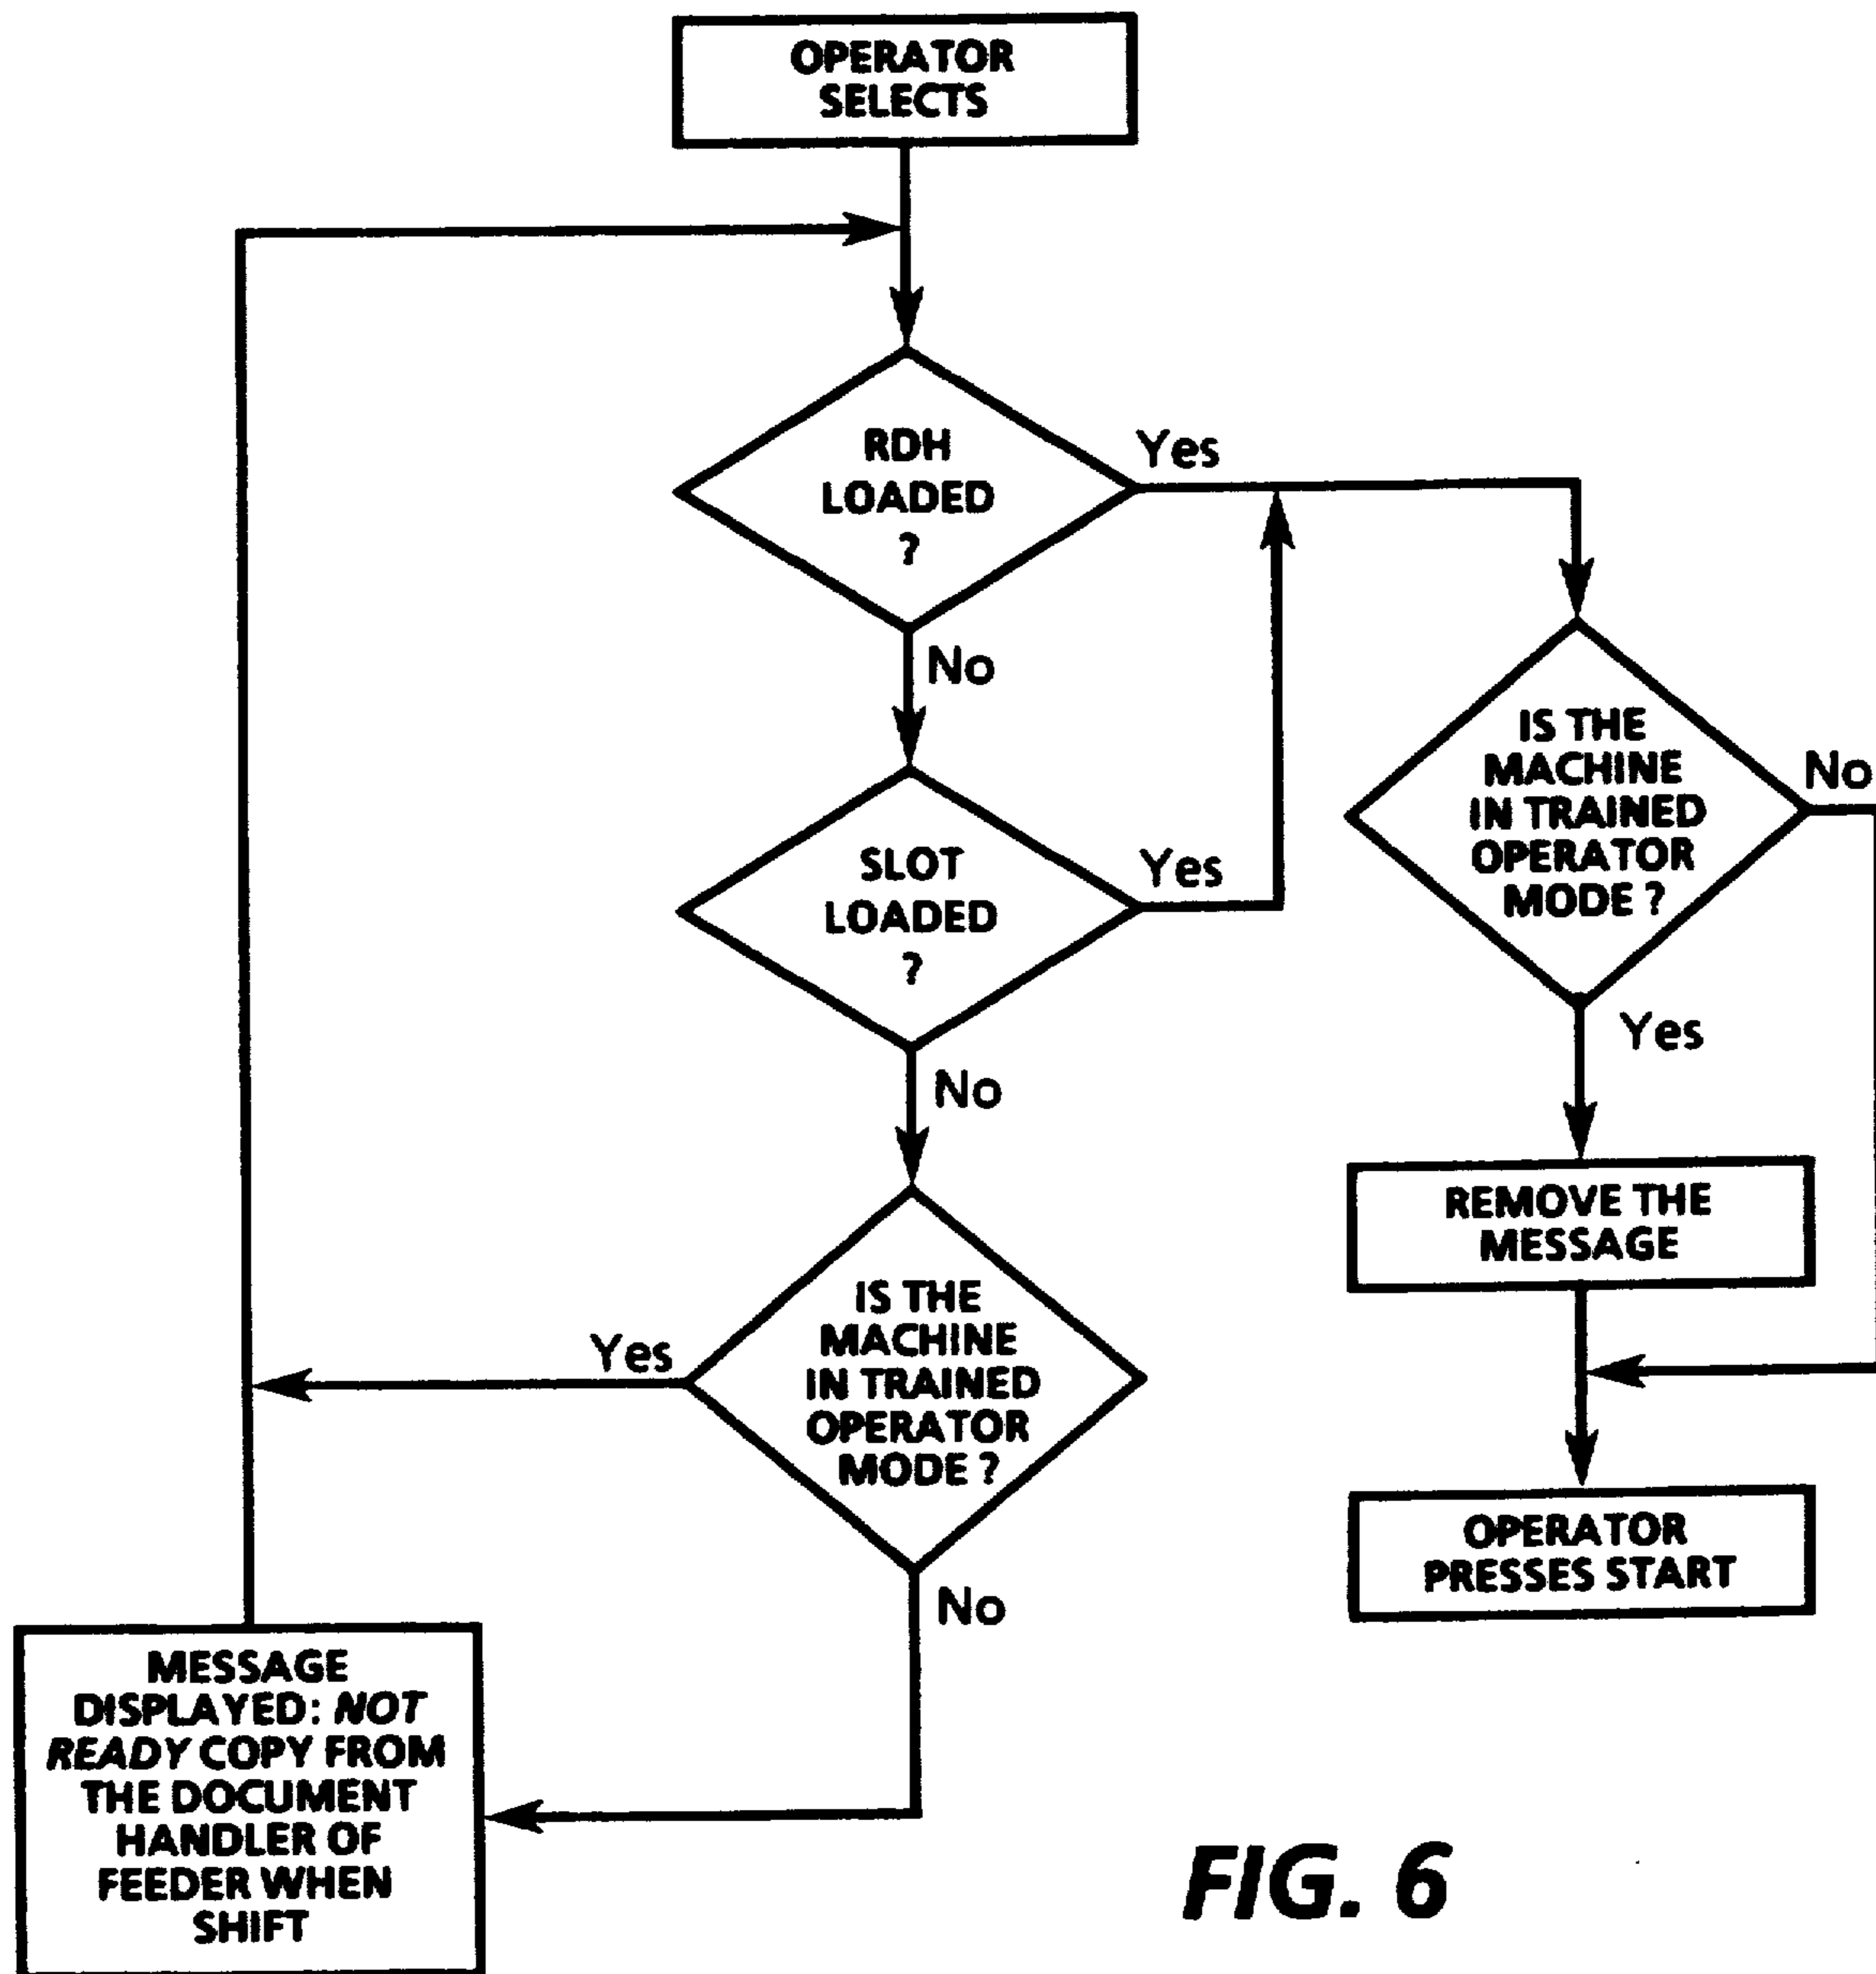 OPERATOR
SELECTS
RDH
LOADED
?
Yes
No
SLOT
LOADED
?
Yes
No
IS THE
MACHINE
IN TRAINED
OPERATOR
MODE ?
Yes
No
MESSAGE
DISPLAYED: NOT
READY COPY FROM
THE DOCUMENT
HANDLER OF
FEEDER WHEN
SHIFT
IS THE
MACHINE
IN TRAINED
OPERATOR
MODE ?
No
Yes
REMOVE THE
MESSAGE
OPERATOR
PRESSES START
FIG. 6